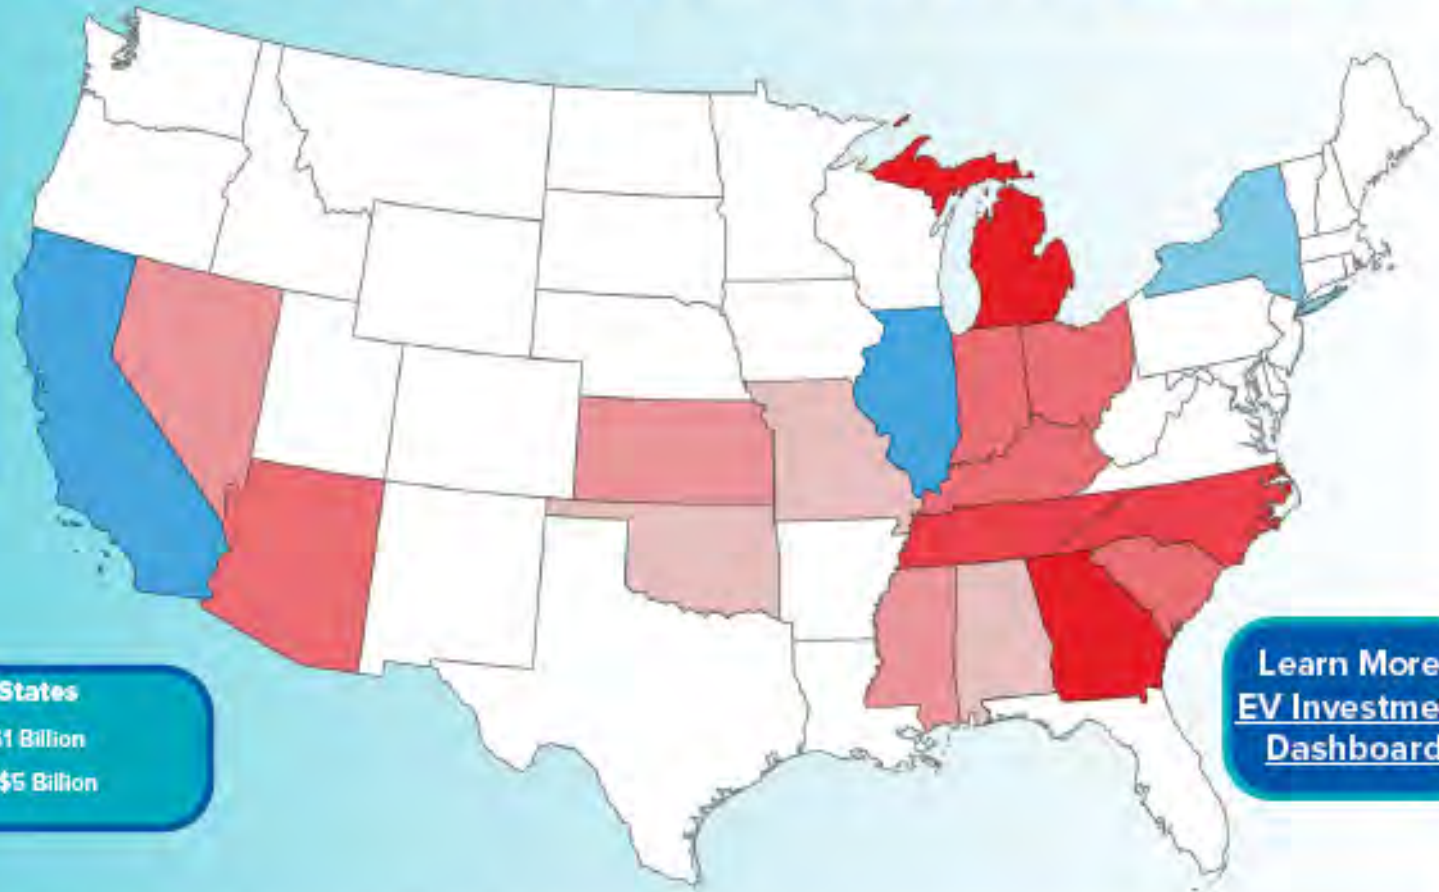 States
$1 Billion
$5 Billion
Learn More
EV Investme
Dashboard